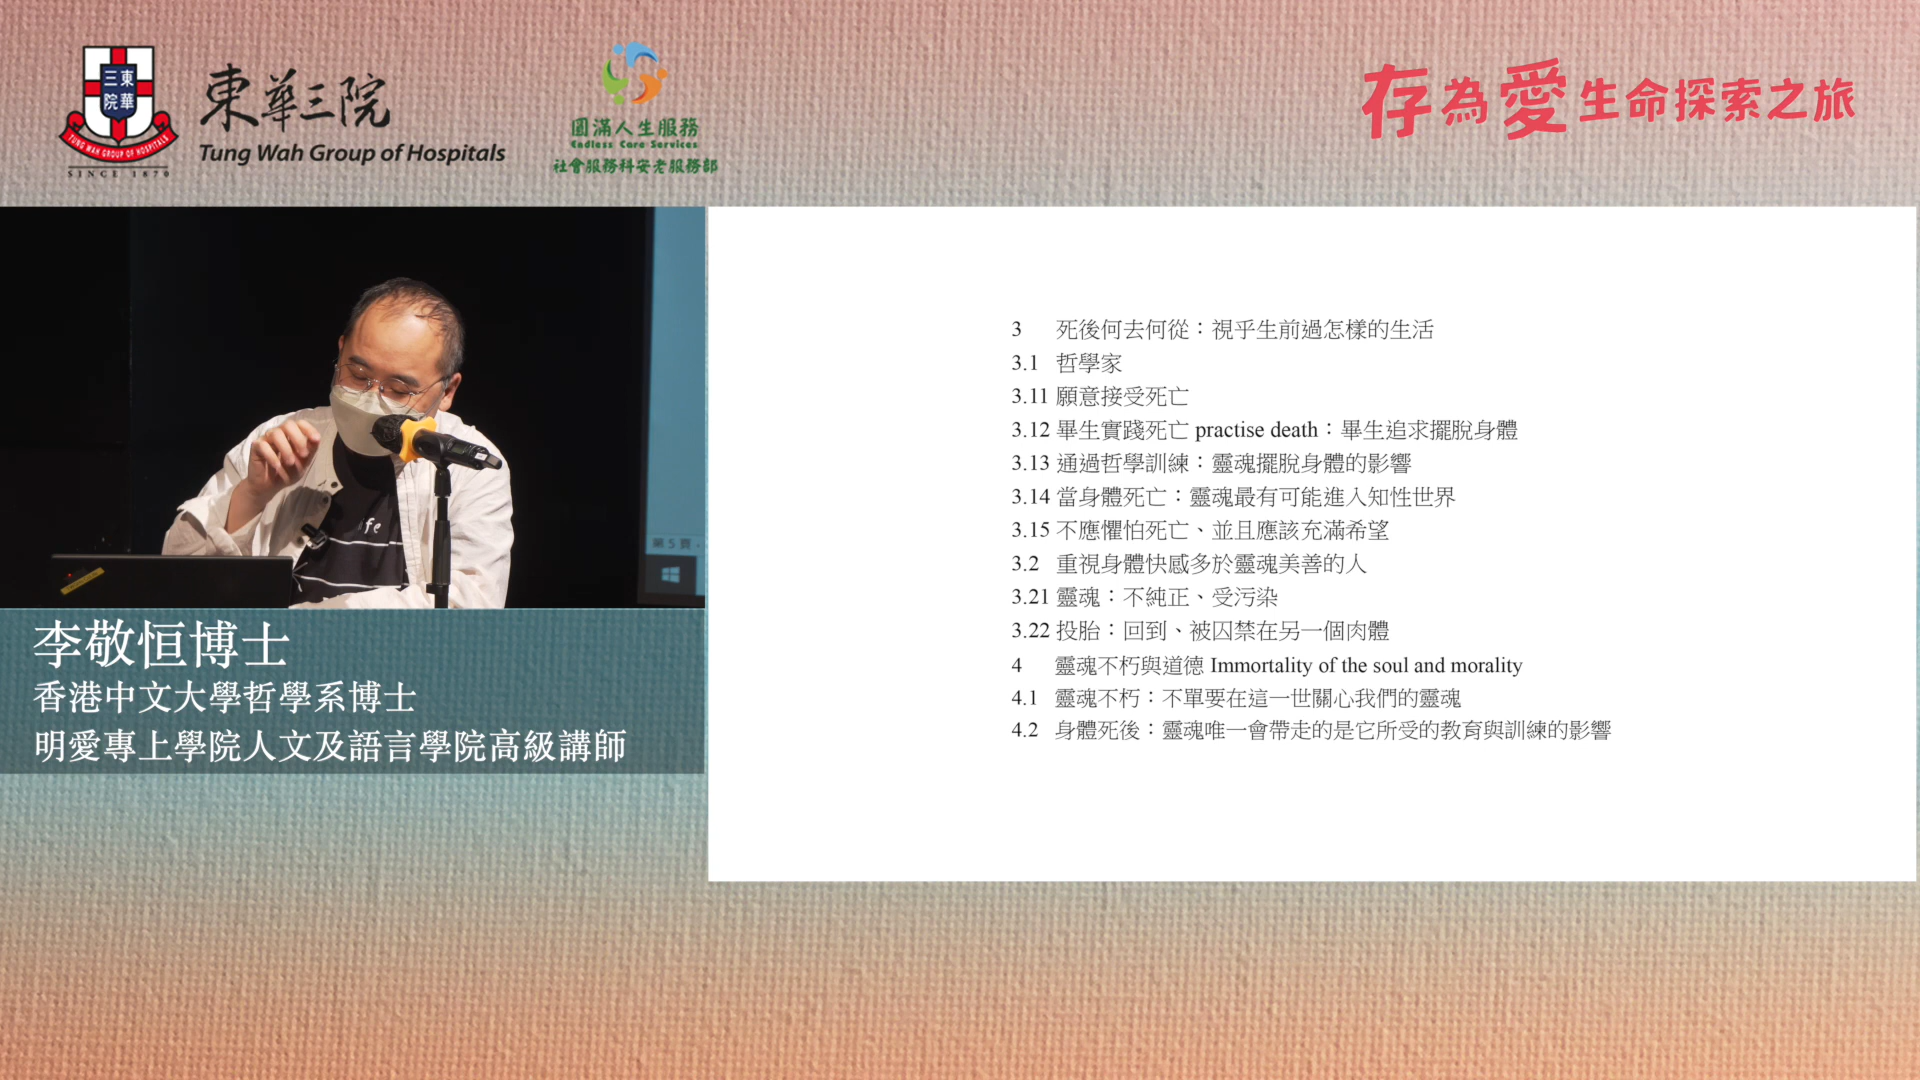 東華三院
TUNG WAH GROUP OF HOSPITALS
SINCE 1870
東華三院
Tung Wah Group of Hospitals
圓滿人生服務
Endless Care Services
社會服務科安老服務部
存為愛生命探索之旅
第 5 頁
李敬恒博士
香港中文大學哲學系博士
明愛專上學院人文及語言學院高級講師
3 死後何去何從：視乎生前過怎樣的生活
3.1 哲學家
3.11 願意接受死亡
3.12 畢生實踐死亡 practise death：畢生追求擺脫身體
3.13 通過哲學訓練：靈魂擺脫身體的影響
3.14 當身體死亡：靈魂最有可能進入知性世界
3.15 不應懼怕死亡、並且應該充滿希望
3.2 重視身體快感多於靈魂美善的人
3.21 靈魂：不純正、受污染
3.22 投胎：回到、被囚禁在另一個肉體
4 靈魂不朽與道德 Immortality of the soul and morality
4.1 靈魂不朽：不單要在這一世關心我們的靈魂
4.2 身體死後：靈魂唯一會帶走的是它所受的教育與訓練的影響